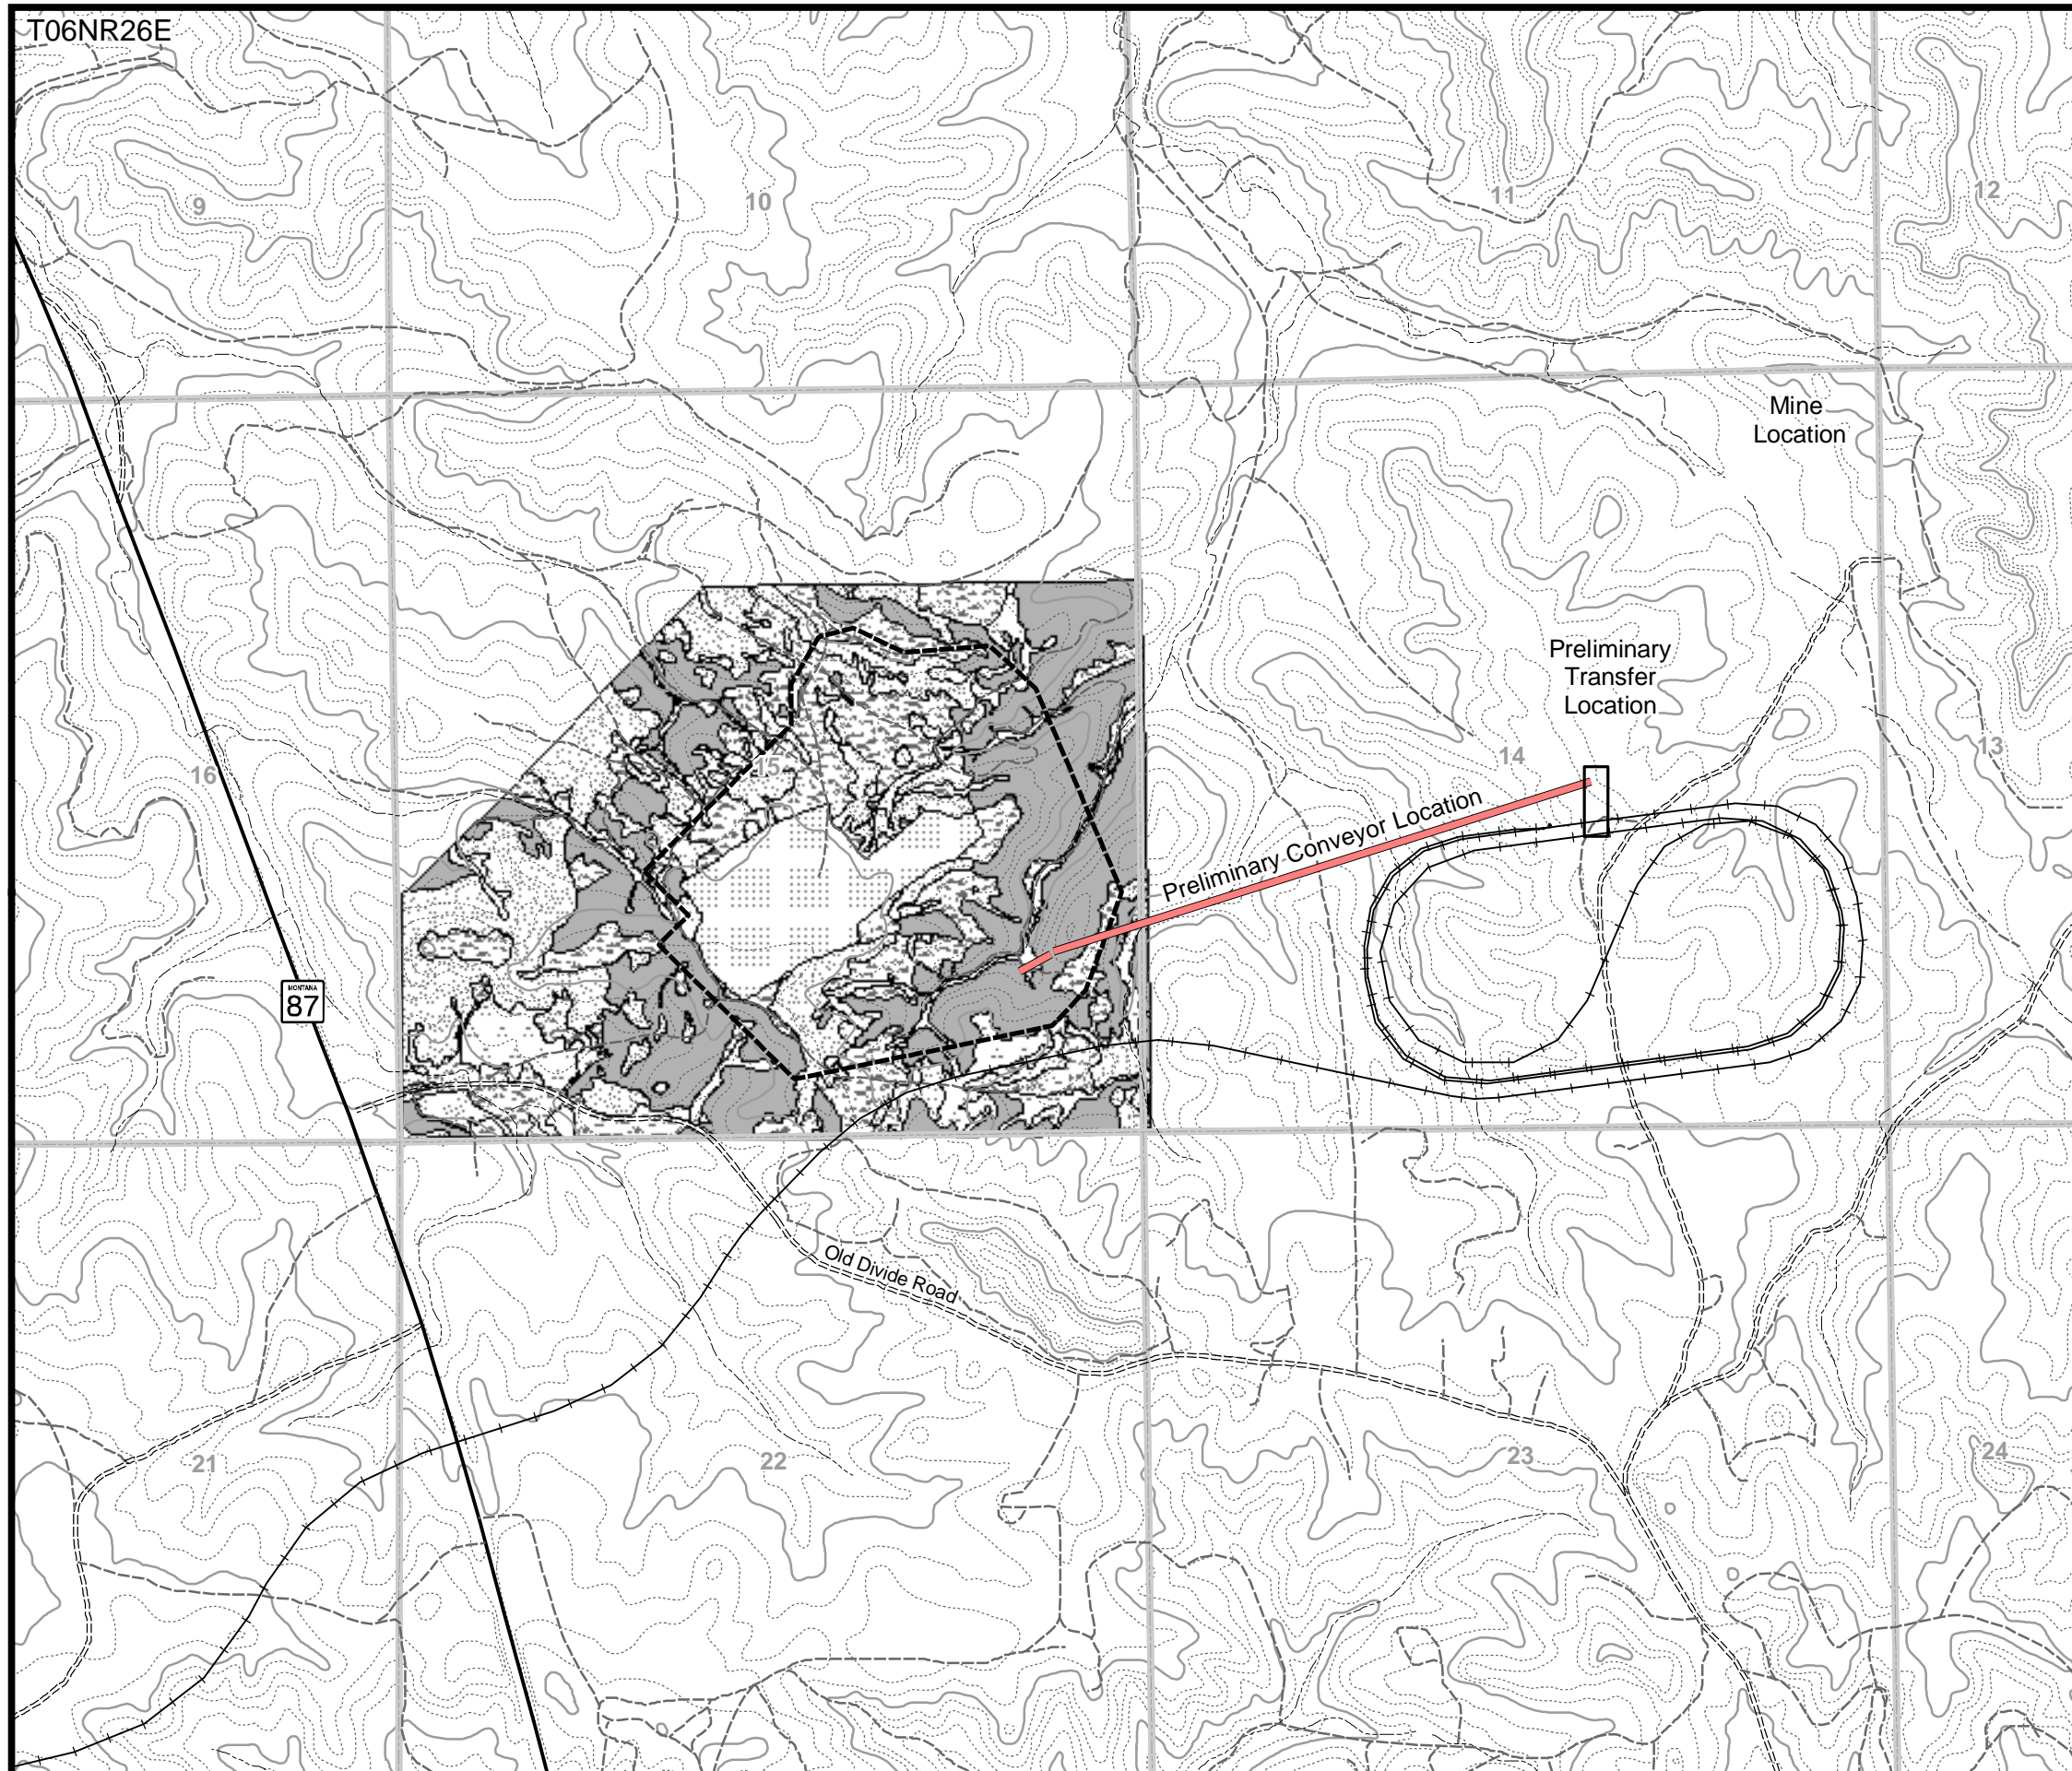 T06NR26E
9
10
11
12
Mine
Location
Preliminary
Transfer
Location
16
15
14
13
Preliminary Conveyor Location
MONTANA
87
Old Divide Road
21
22
23
24